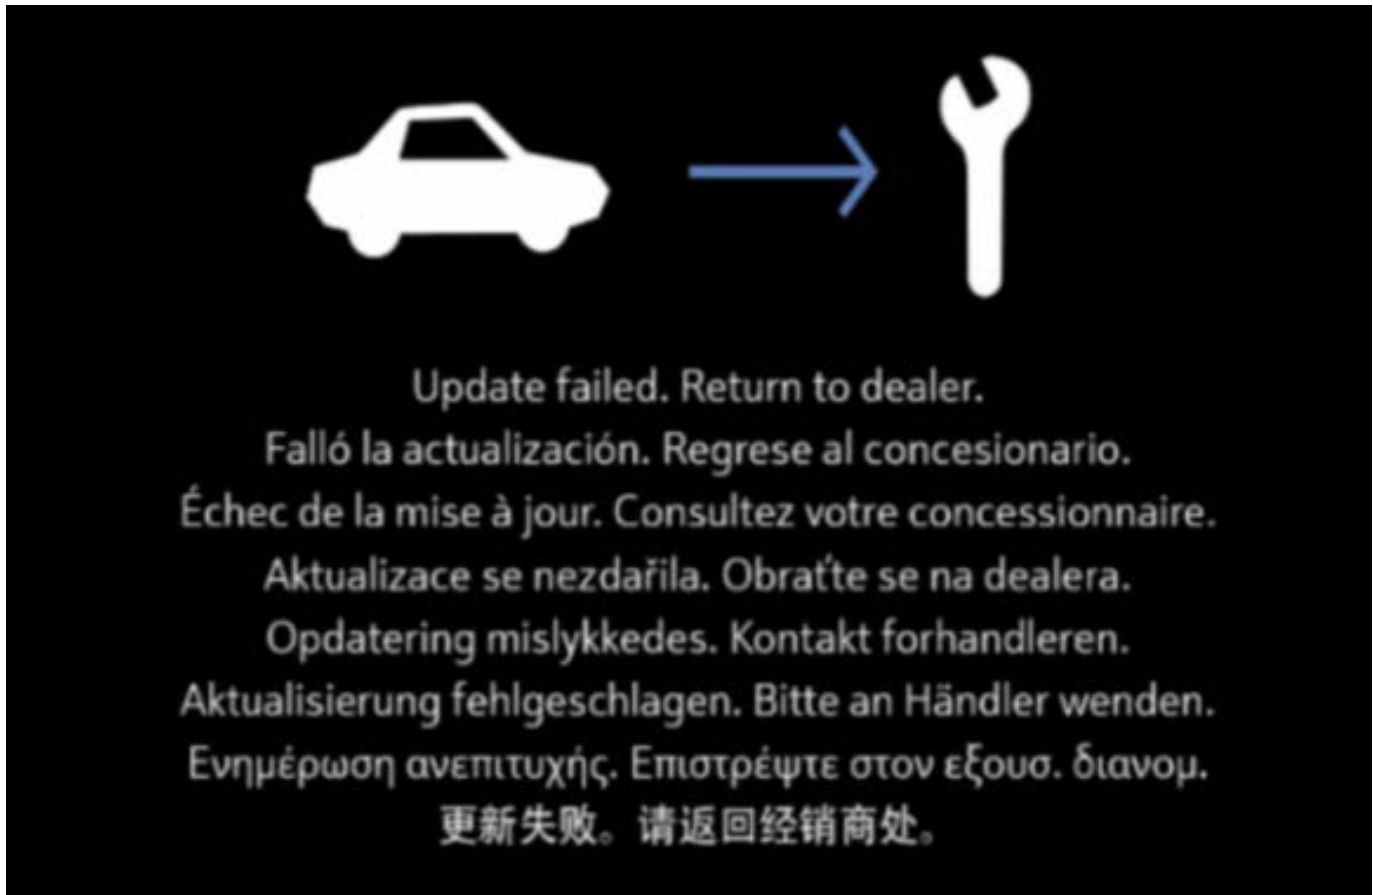 Update failed. Return to dealer.
Falló la actualización. Regrese al concesionario.
Échec de la mise à jour. Consultez votre concessionnaire.
Aktualizace se nezdařila. Obraťte se na dealera.
Opdatering mislykkedes. Kontakt forhandleren.
Aktualisierung fehlgeschlagen. Bitte an Händler wenden.
Ενημέρωση ανεπιτυχής. Επιστρέψτε στον εξουσ. διανομ.
更新失败。请返回经销商处。